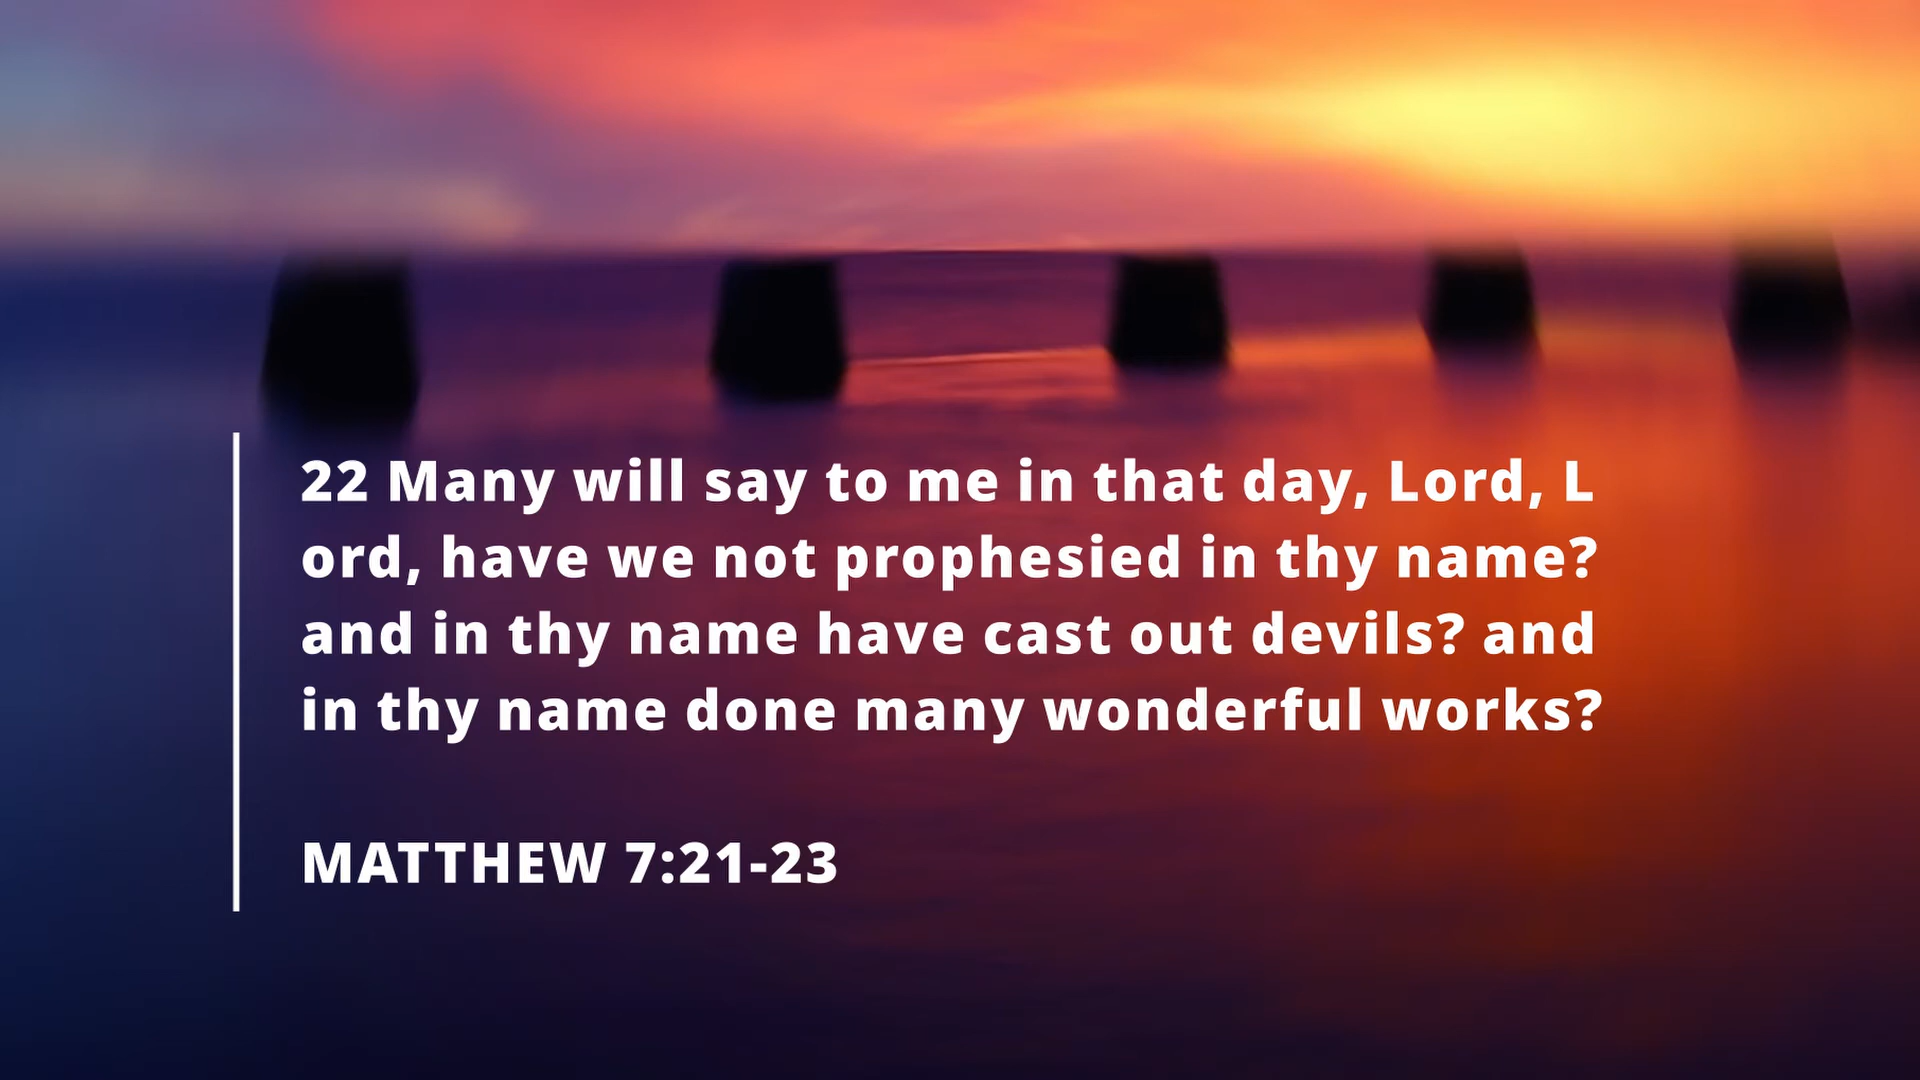 22 Many will say to me in that day, Lord, L
ord, have we not prophesied in thy name?
and in thy name have cast out devils? and
in thy name done many wonderful works?
MATTHEW 7:21-23